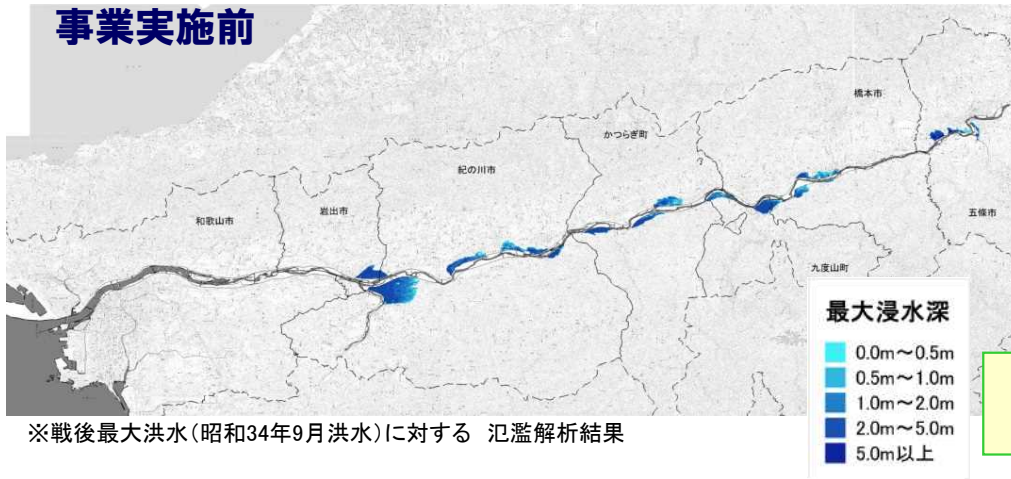 事業実施前
橋本市
かつらぎ町
紀の川市
和歌山市
岩出市
五條市
九度山町
最大浸水深
0.0m～0.5m
0.5m～1.0m
1.0m～2.0m
2.0m～5.0m
5.0m以上
※戦後最大洪水(昭和34年9月洪水)に対する 氾濫解析結果